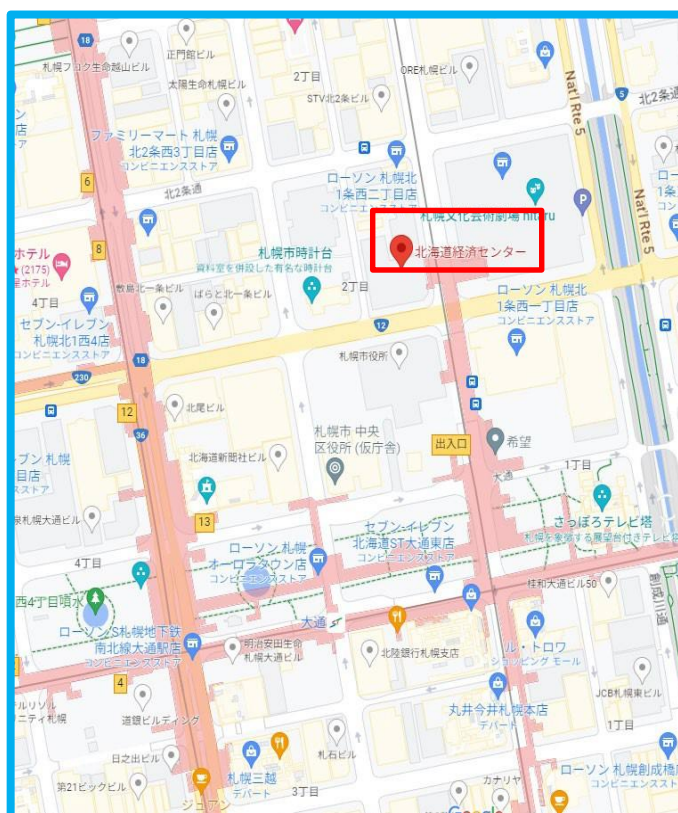 18
正門館ビル
札幌フコク生命越山ビル
太陽生命札幌ビル
2丁目
STV北2条ビル
ORE札幌ビル
Nat'l Rte 5
5
北2条通
ファミリーマート 札幌
北2条西3丁目店
コンビニエンスストア
6
北2条通
ローソン 札幌北
1条西二丁目店
コンビニエンスストア
札幌文化芸術劇場 hitaru
P
Nat'l Rte 5
8
ホテル
(2175)
4丁目
札幌市時計台
資料室を併設した有名な時計台
2丁目
北海道経済センター
敷島北一条ビル
ばらと北一条ビル
セブン-イレブン
札幌北1西4店
コンビニエンスストア
ローソン 札幌北
1条西一丁目店
コンビニエンスストア
12
18
230
札幌市役所
12
36
北尾ビル
札幌市 中央
区役所 (仮庁舎)
出入口
希望
北海道新聞社ビル
大通
1丁目
さっぽろテレビ塔
札幌を象徴する展望台付きテレビ塔
13
セブン-イレブン
北海道ST大通東店
コンビニエンスストア
ローソン 札幌
オーロラタウン店
コンビニエンスストア
4丁目
西4丁目噴水
桂和大通ビル50
創成川通
大通
ローソン S札幌地下鉄
南北線大通駅店
コンビニエンスストア
明治安田生命
札幌大通ビル
北陸銀行札幌支店
ル・トロワ
ショッピング モール
4
道銀ビルディング
丸井今井札幌本店
デパート
JCB札幌東ビル
1丁目
日之出ビル
札石ビル
第21ビッグビル
札幌三越
デパート
3丁目
カナリヤ
ローソン 札幌創成橋店
ジュアン
Google